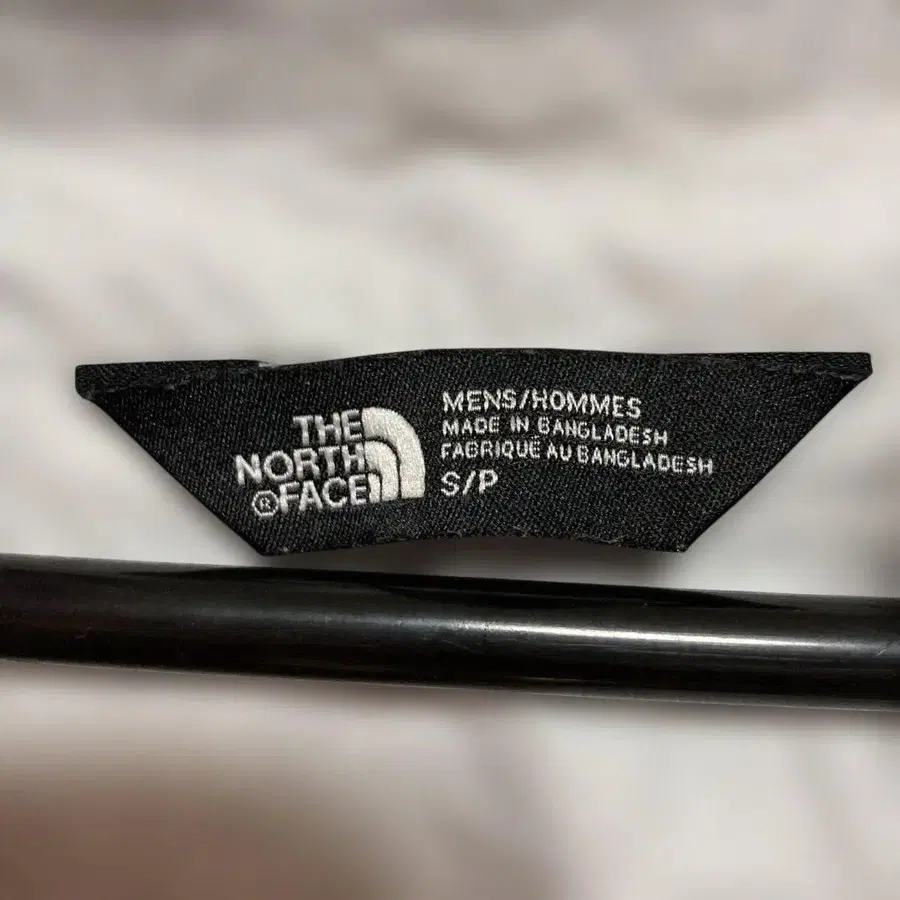 THE
NORTH
® FACE
MENS/HOMMES
MADE IN BANGLADESH
FABRIQUE AU BANGLADESH
S/P